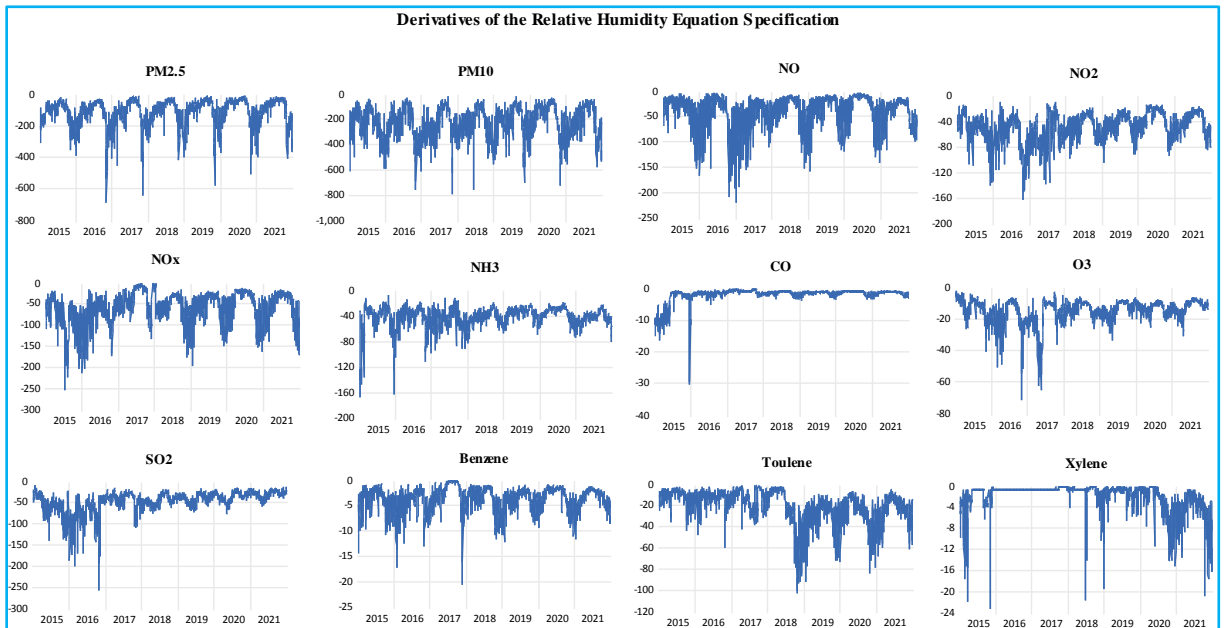 Derivatives of the Relative Humidity Equation Specification
PM2.5
0
-200
-400
-600
-800
2015 2016 2017 2018 2019 2020 2021
PM10
0
-200
-400
-600
-800
-1,000
2015 2016 2017 2018 2019 2020 2021
NO
0
-50
-100
-150
-200
-250
2015 2016 2017 2018 2019 2020 2021
NO2
0
-40
-80
-120
-160
-200
2015 2016 2017 2018 2019 2020 2021
NOx
0
-50
-100
-150
-200
-250
-300
2015 2016 2017 2018 2019 2020 2021
NH3
0
-40
-80
-120
-160
-200
2015 2016 2017 2018 2019 2020 2021
CO
0
-10
-20
-30
-40
2015 2016 2017 2018 2019 2020 2021
O3
0
-20
-40
-60
-80
2015 2016 2017 2018 2019 2020 2021
SO2
0
-50
-100
-150
-200
-250
-300
2015 2016 2017 2018 2019 2020 2021
Benzene
0
-5
-10
-15
-20
-25
2015 2016 2017 2018 2019 2020 2021
Toulene
0
-20
-40
-60
-80
-100
-120
2015 2016 2017 2018 2019 2020 2021
Xylene
0
-4
-8
-12
-16
-20
-24
2015 2016 2017 2018 2019 2020 2021